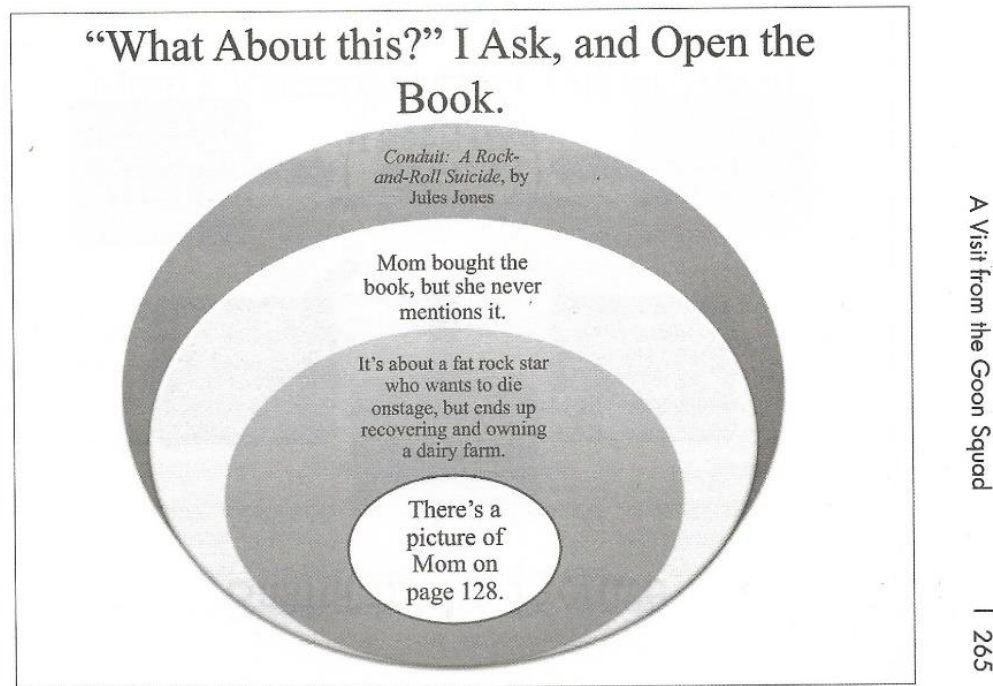 “What About this?” I Ask, and Open the
Book.
Conduit: A Rock-
and-Roll Suicide, by
Jules Jones
Mom bought the
book, but she never
mentions it.
It’s about a fat rock star
who wants to die
onstage, but ends up
recovering and owning
a dairy farm.
There’s a
picture of
Mom on
page 128.
A Visit from the Goon Squad | 265